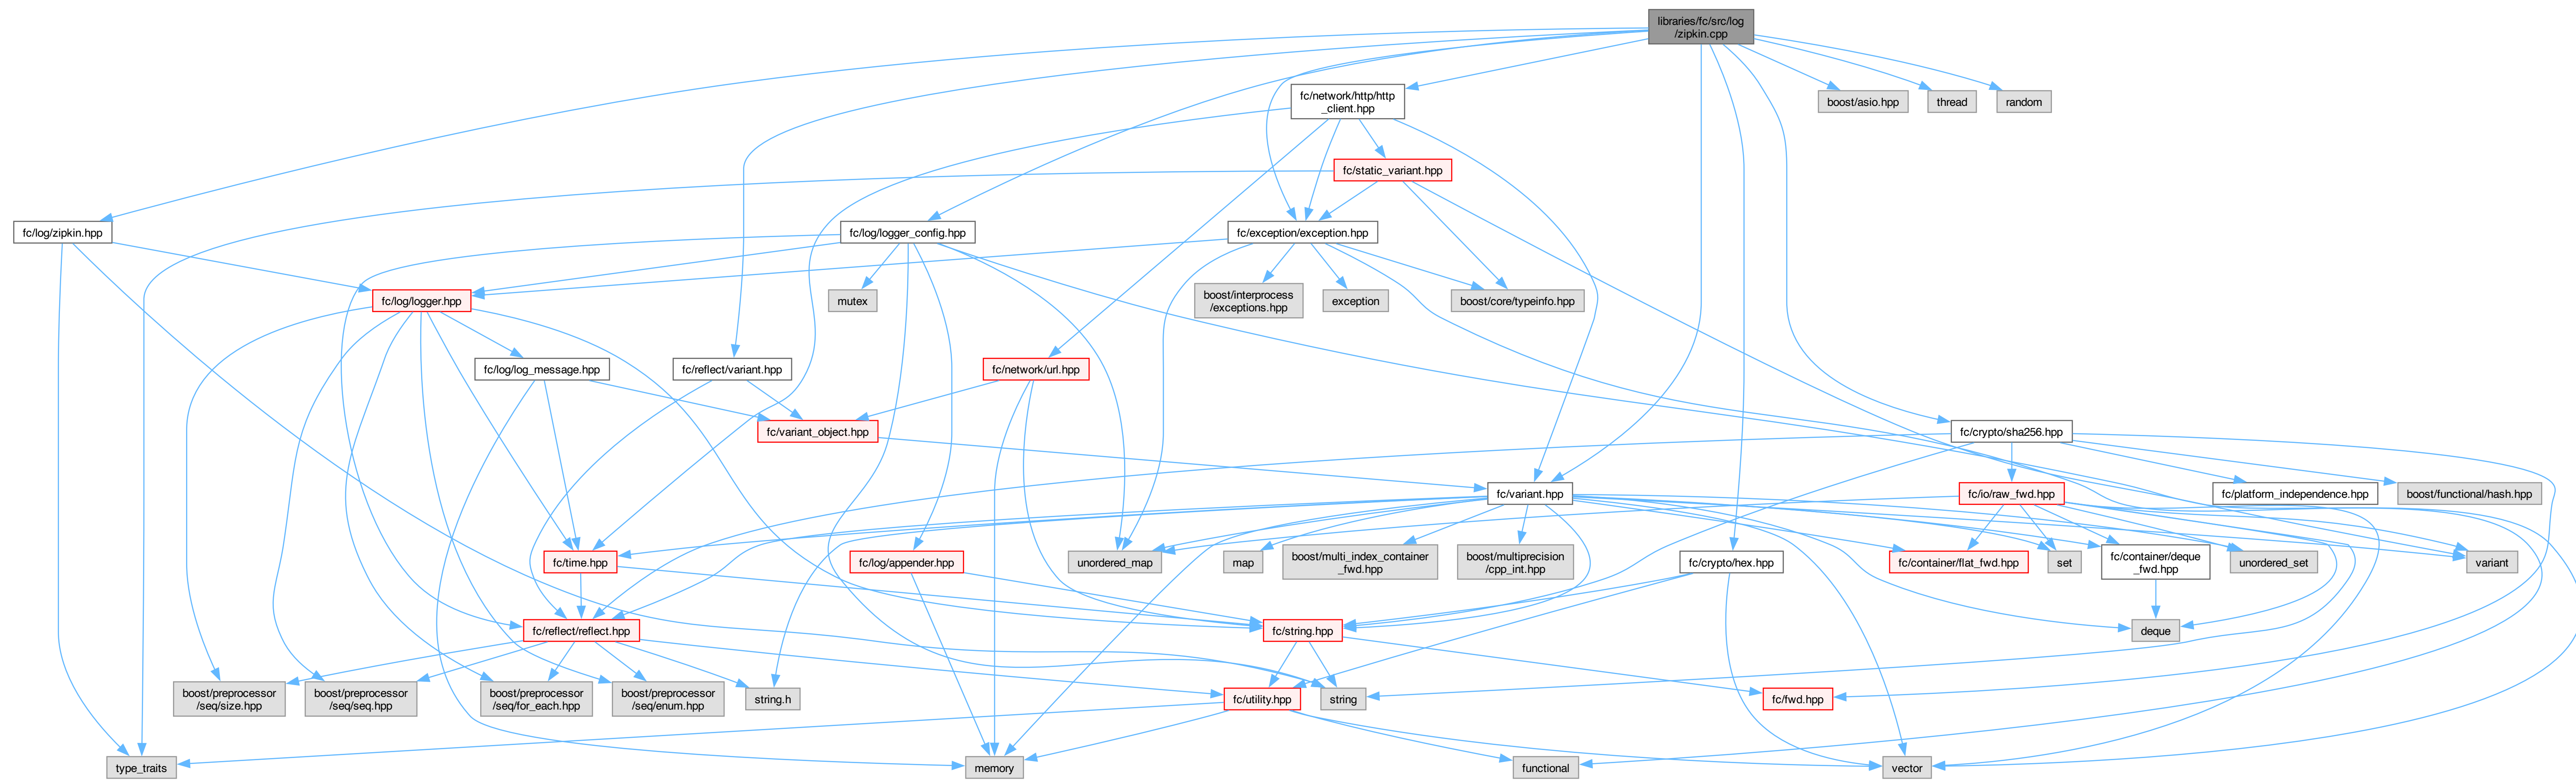 libraries/fc/src/log
/zipkin.cpp
fc/network/http/http
_client.hpp
boost/asio.hpp
thread
random
fc/static_variant.hpp
fc/log/zipkin.hpp
fc/log/logger_config.hpp
fc/exception/exception.hpp
fc/log/logger.hpp
mutex
boost/interprocess
/exceptions.hpp
exception
boost/core/typeinfo.hpp
fc/log/log_message.hpp
fc/reflect/variant.hpp
fc/network/url.hpp
fc/variant_object.hpp
fc/crypto/sha256.hpp
fc/variant.hpp
fc/io/raw_fwd.hpp
fc/platform_independence.hpp
boost/functional/hash.hpp
fc/time.hpp
fc/log/appender.hpp
unordered_map
map
boost/multi_index_container
_fwd.hpp
boost/multiprecision
/cpp_int.hpp
fc/crypto/hex.hpp
fc/container/flat_fwd.hpp
set
fc/container/deque
_fwd.hpp
unordered_set
variant
fc/reflect/reflect.hpp
fc/string.hpp
deque
boost/preprocessor
/seq/size.hpp
boost/preprocessor
/seq/seq.hpp
boost/preprocessor
/seq/for_each.hpp
boost/preprocessor
/seq/enum.hpp
string.h
fc/utility.hpp
string
fc/fwd.hpp
type_traits
memory
functional
vector